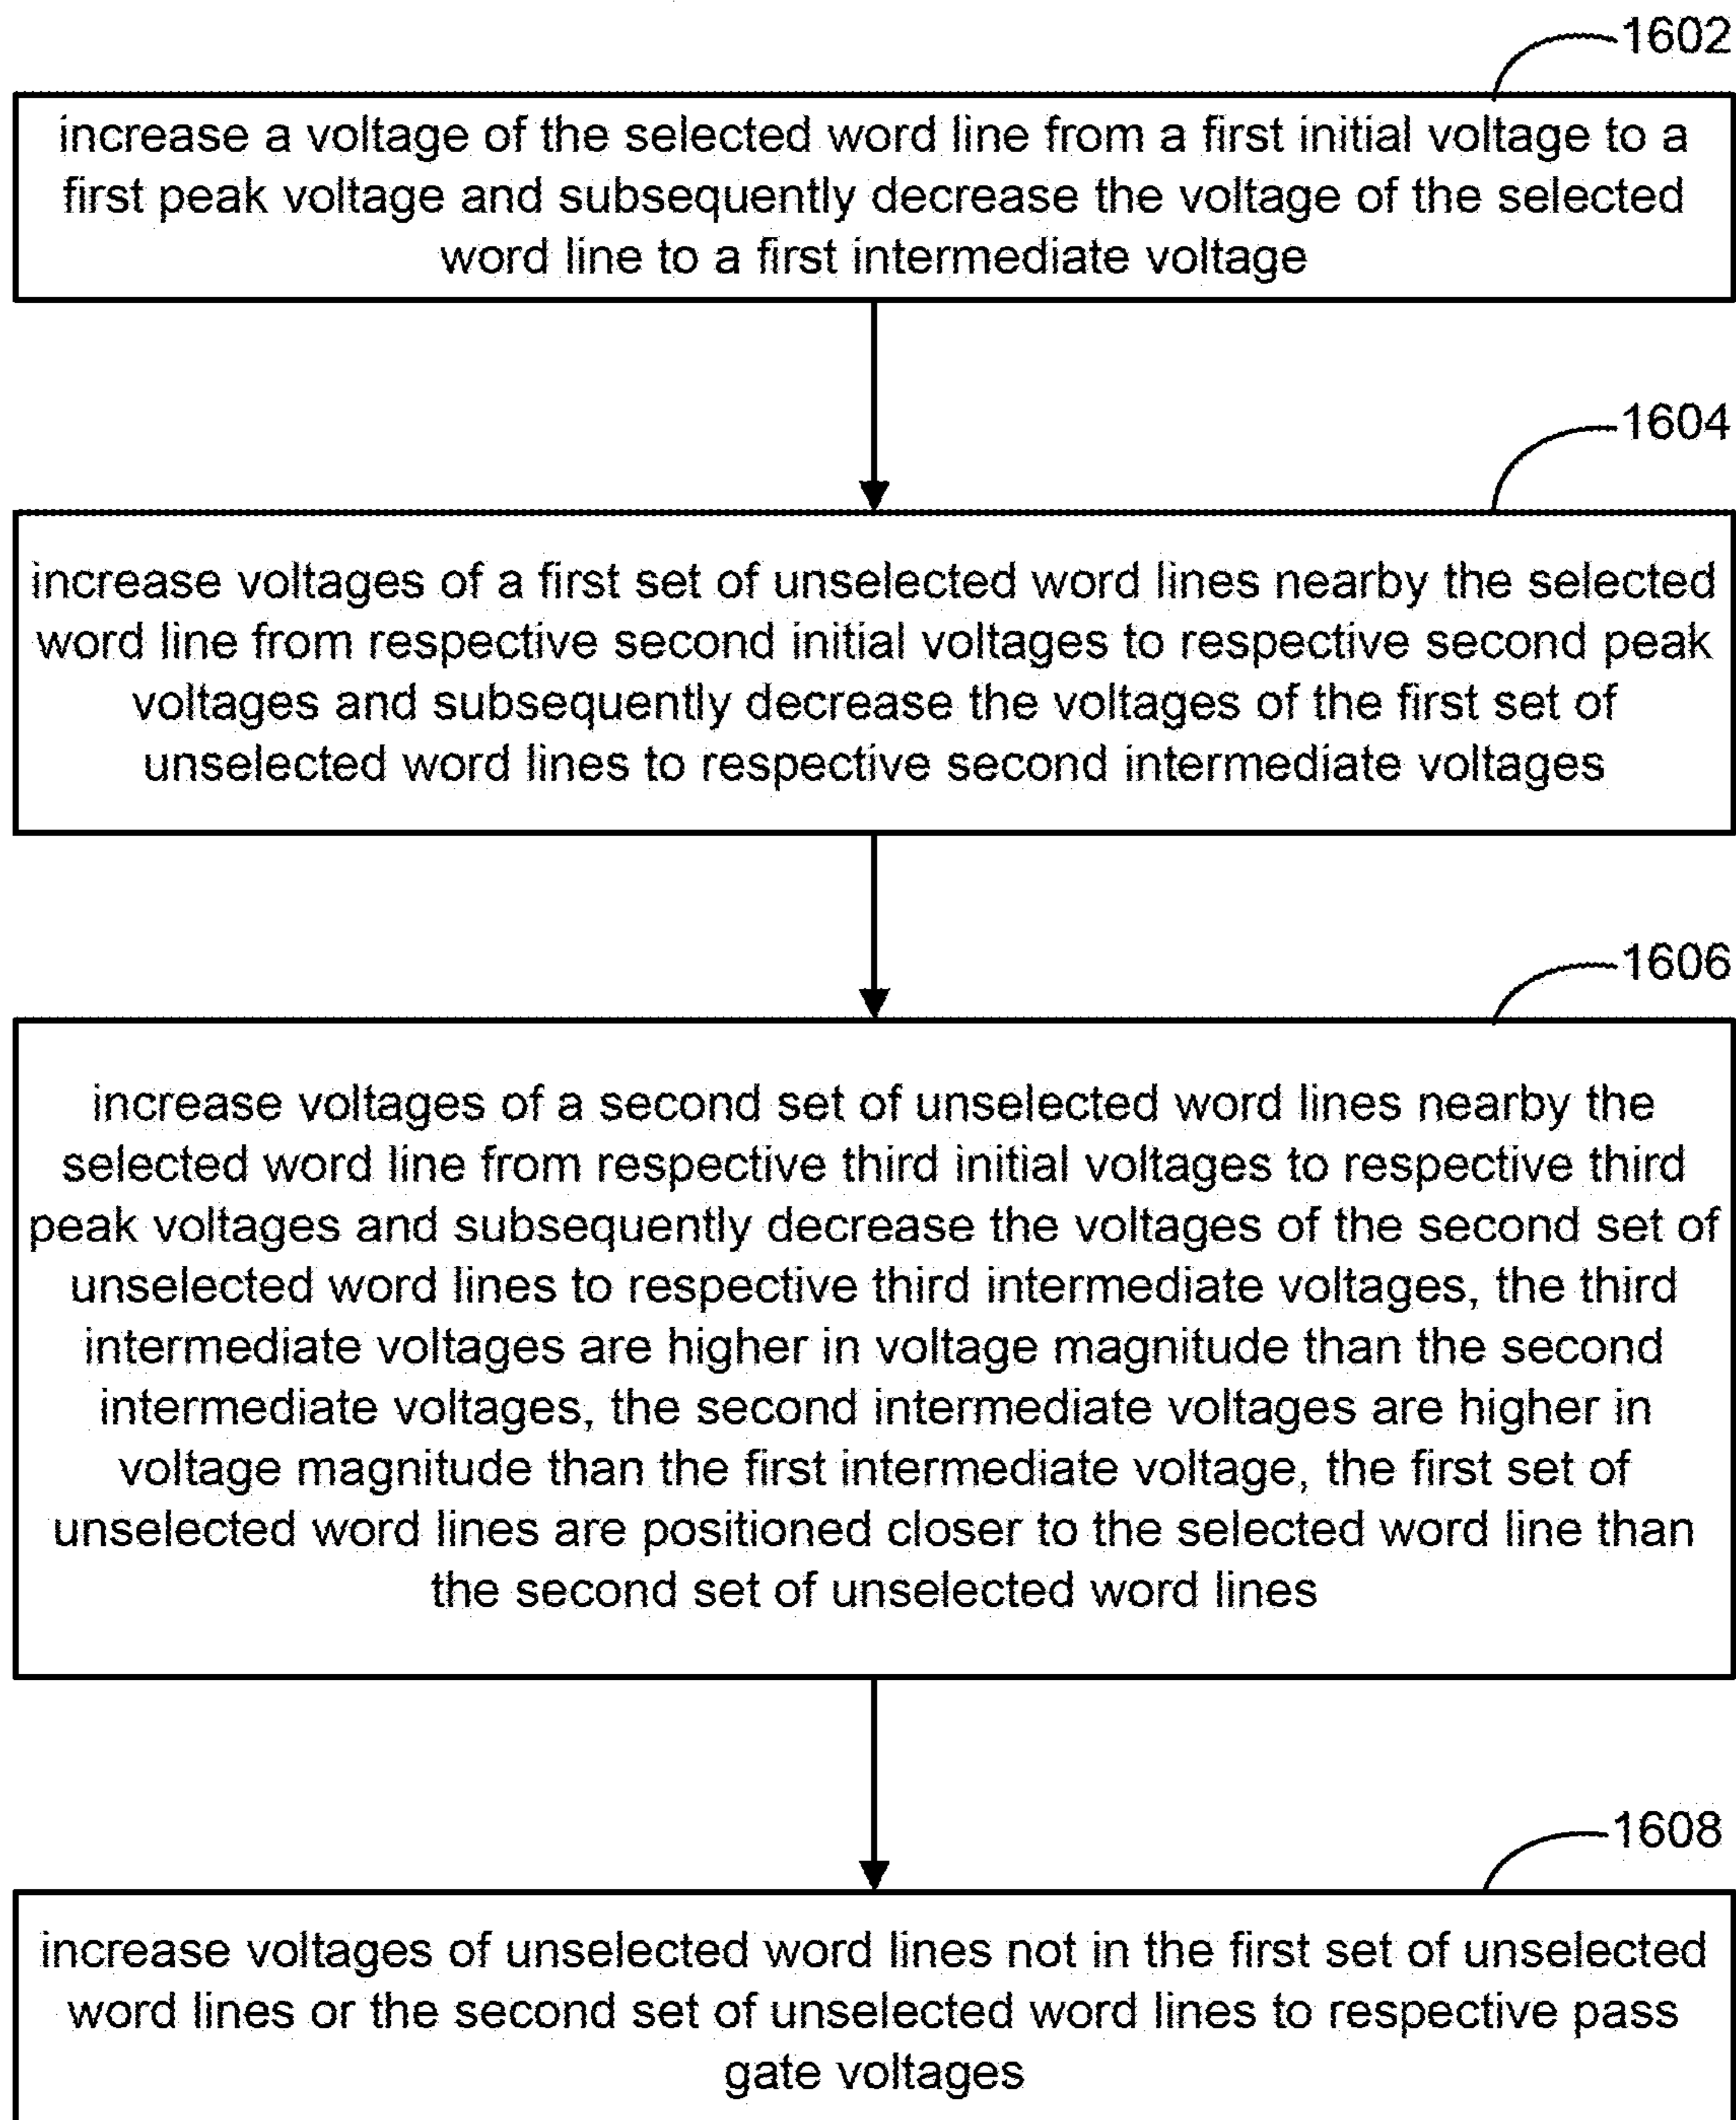 1602
increase a voltage of the selected word line from a first initial voltage to a
first peak voltage and subsequently decrease the voltage of the selected
word line to a first intermediate voltage
1604
increase voltages of a first set of unselected word lines nearby the selected
word line from respective second initial voltages to respective second peak
voltages and subsequently decrease the voltages of the first set of
unselected word lines to respective second intermediate voltages
1606
increase voltages of a second set of unselected word lines nearby the
selected word line from respective third initial voltages to respective third
peak voltages and subsequently decrease the voltages of the second set of
unselected word lines to respective third intermediate voltages, the third
intermediate voltages are higher in voltage magnitude than the second
intermediate voltages, the second intermediate voltages are higher in
voltage magnitude than the first intermediate voltage, the first set of
unselected word lines are positioned closer to the selected word line than
the second set of unselected word lines
1608
increase voltages of unselected word lines not in the first set of unselected
word lines or the second set of unselected word lines to respective pass
gate voltages